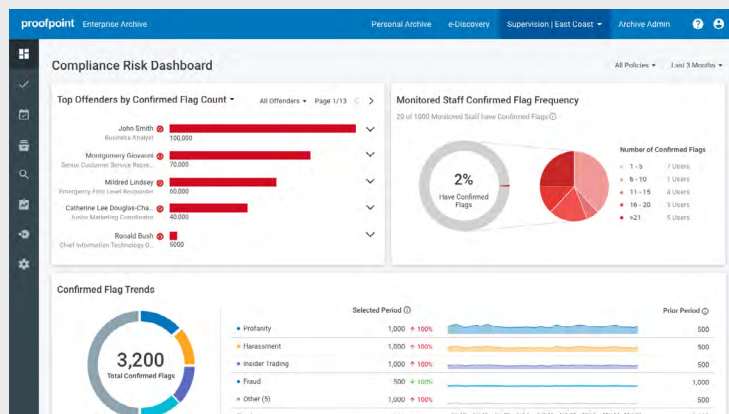 proofpoint Enterprise Archive Personal Archive e-Discovery Supervision | East Coast Archive Admin
Compliance Risk Dashboard All Policies Last 3 Months
Top Offenders by Confirmed Flag Count All Offenders Page 1/13
John Smith
Business Analyst 100,000
Montgomery Giovanni
Senior Customer Service Repre... 70,000
Mildred Lindsey
Emergency First Level Responder 60,000
Catherine Lee Douglas-Cha...
Junior Marketing Coordinator 40,000
Ronald Bush
Chief Information Technology O... 5000
Monitored Staff Confirmed Flag Frequency
20 of 1000 Monitored Staff have Confirmed Flags
2%
Have Confirmed
Flags
Number of Confirmed Flags
1 - 5 7 Users
6 - 10 1 Users
11 - 15 4 Users
16 - 20 3 Users
>21 5 Users
Confirmed Flag Trends
3,200
Total Confirmed Flags
Selected Period Prior Period
Profanity 1,000 ↑ 100% 500
Harassment 1,000 ↑ 100% 500
Insider Trading 1,000 ↑ 100% 500
Fraud 500 ↓ 100% 1,000
Other (5) 1,000 ↑ 100% 500